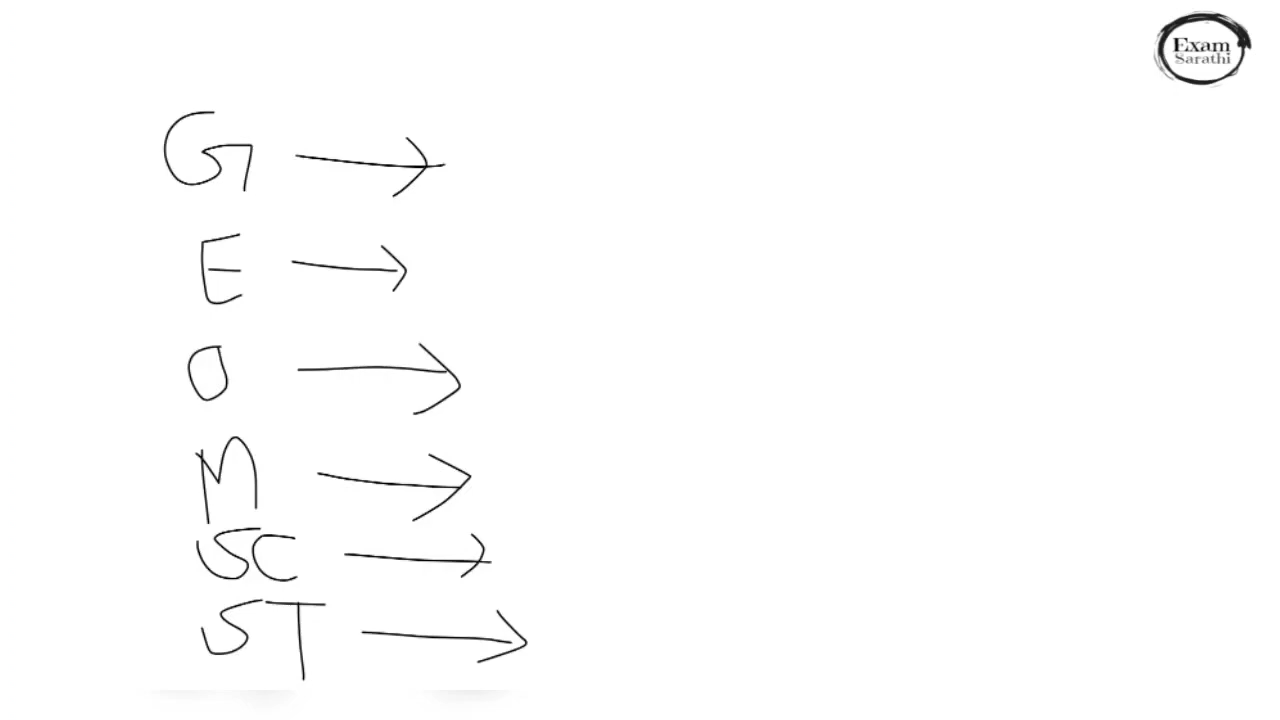 Exam
Sarathi
G →
E →
O →
M →
SC →
ST →